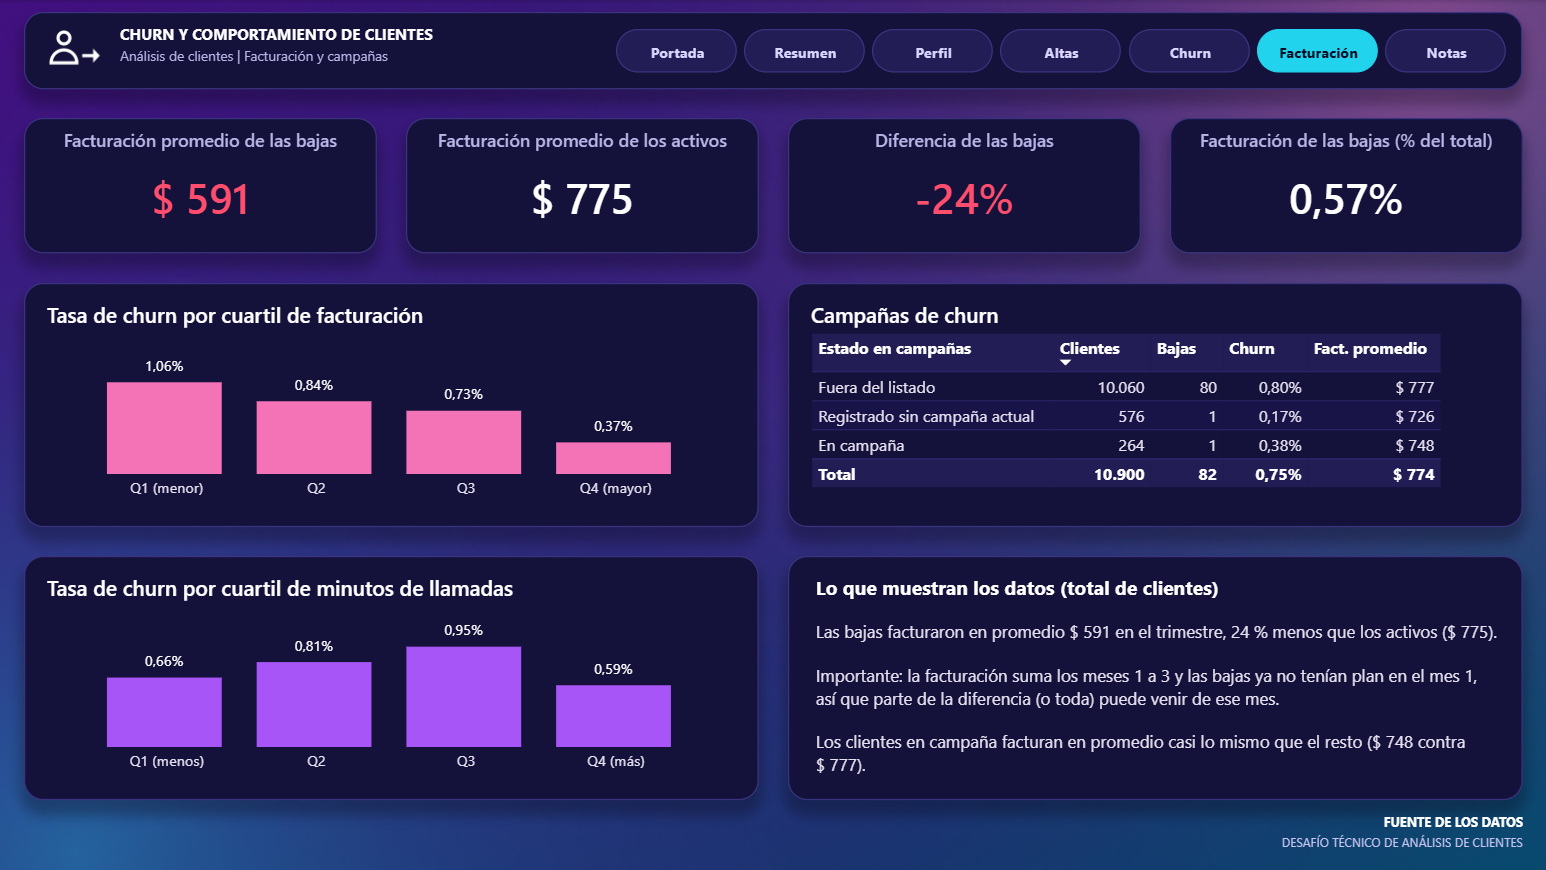 CHURN Y COMPORTAMIENTO DE CLIENTES
Análisis de clientes | Facturación y campañas
Portada
Resumen
Perfil
Altas
Churn
Facturación
Notas
Facturación promedio de las bajas
$ 591
Facturación promedio de los activos
$ 775
Diferencia de las bajas
-24%
Facturación de las bajas (% del total)
0,57%
Tasa de churn por cuartil de facturación
1,06%
0,84%
0,73%
0,37%
Q1 (menor)
Q2
Q3
Q4 (mayor)
Campañas de churn
Estado en campañas Clientes Bajas Churn Fact. promedio
Fuera del listado 10.060 80 0,80% $ 777
Registrado sin campaña actual 576 1 0,17% $ 726
En campaña 264 1 0,38% $ 748
Total 10.900 82 0,75% $ 774
Tasa de churn por cuartil de minutos de llamadas
0,66%
0,81%
0,95%
0,59%
Q1 (menos)
Q2
Q3
Q4 (más)
Lo que muestran los datos (total de clientes)
Las bajas facturaron en promedio $ 591 en el trimestre, 24 % menos que los activos ($ 775).
Importante: la facturación suma los meses 1 a 3 y las bajas ya no tenían plan en el mes 1,
así que parte de la diferencia (o toda) puede venir de ese mes.
Los clientes en campaña facturan en promedio casi lo mismo que el resto ($ 748 contra
$ 777).
FUENTE DE LOS DATOS
DESAFÍO TÉCNICO DE ANÁLISIS DE CLIENTES